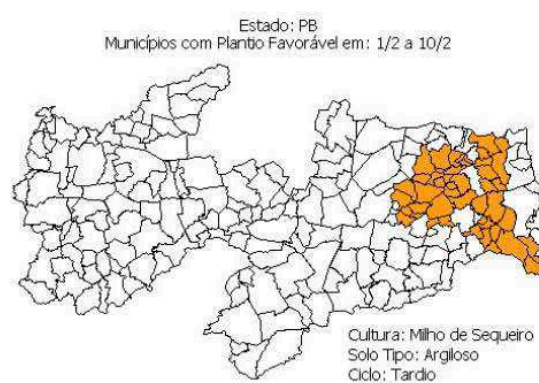 Estado: PB
Municípios com Plantio Favorável em: 1/2 a 10/2
Cultura: Milho de Sequeiro
Solo Tipo: Argiloso
Ciclo: Tardio